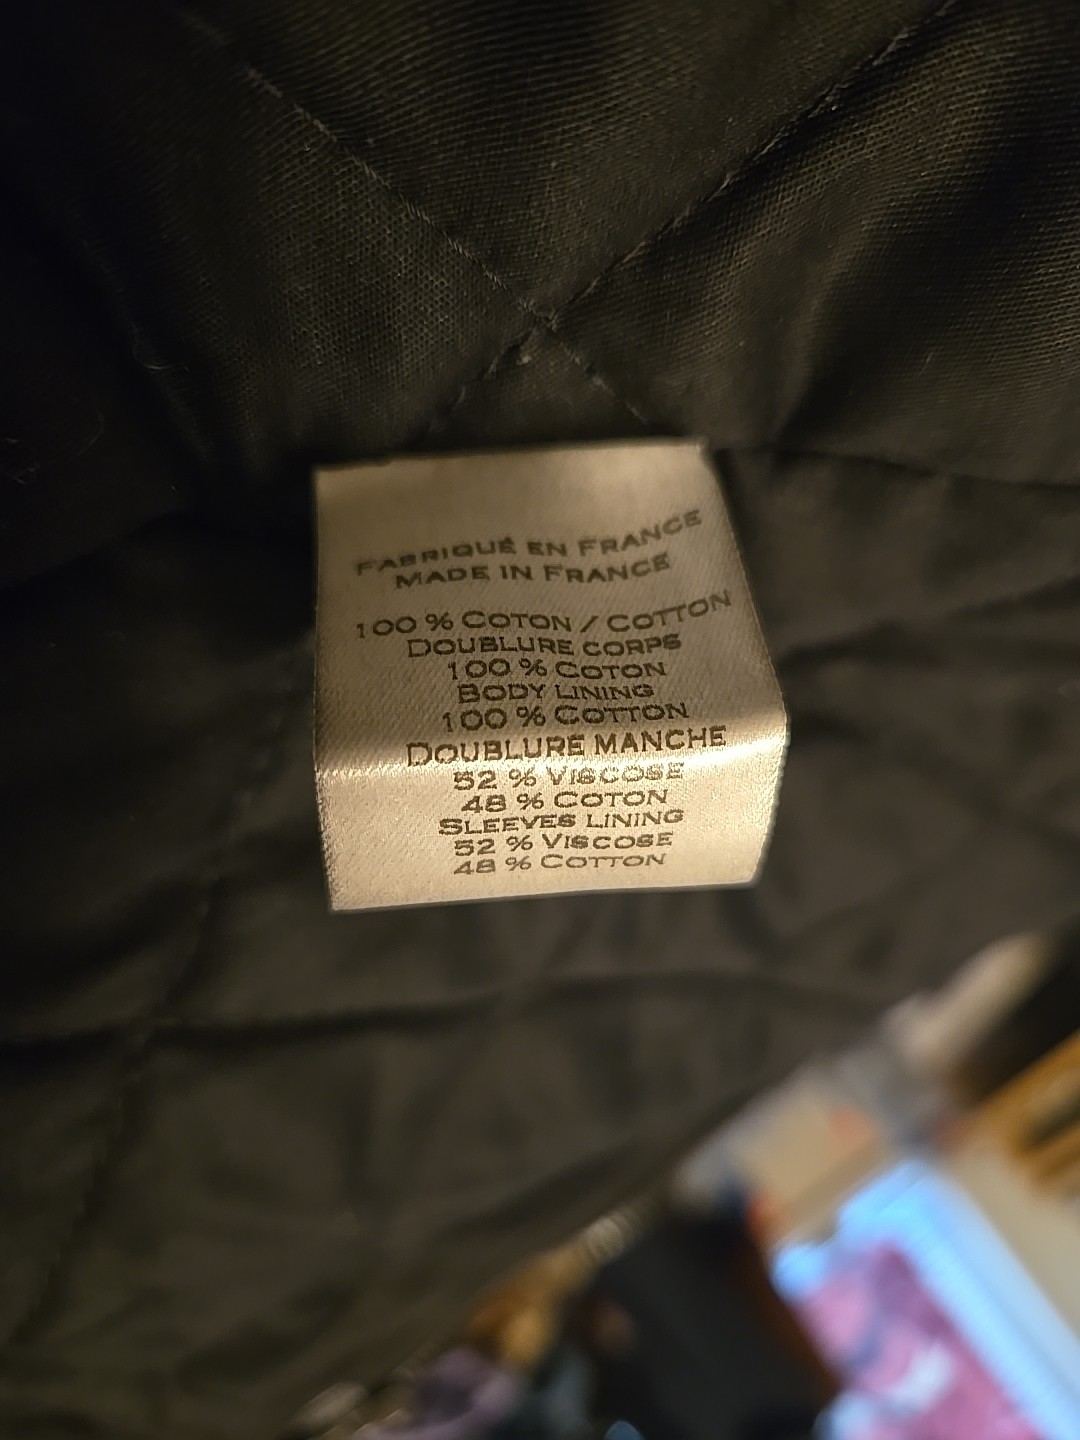 FABRIQUÉ EN FRANCE
MADE IN FRANCE
100 % COTON / COTTON
DOUBLURE CORPS
100 % COTON
BODY LINING
100 % COTTON
DOUBLURE MANCHE
52 % VISCOSE
48 % COTON
SLEEVES LINING
52 % VISCOSE
48 % COTTON